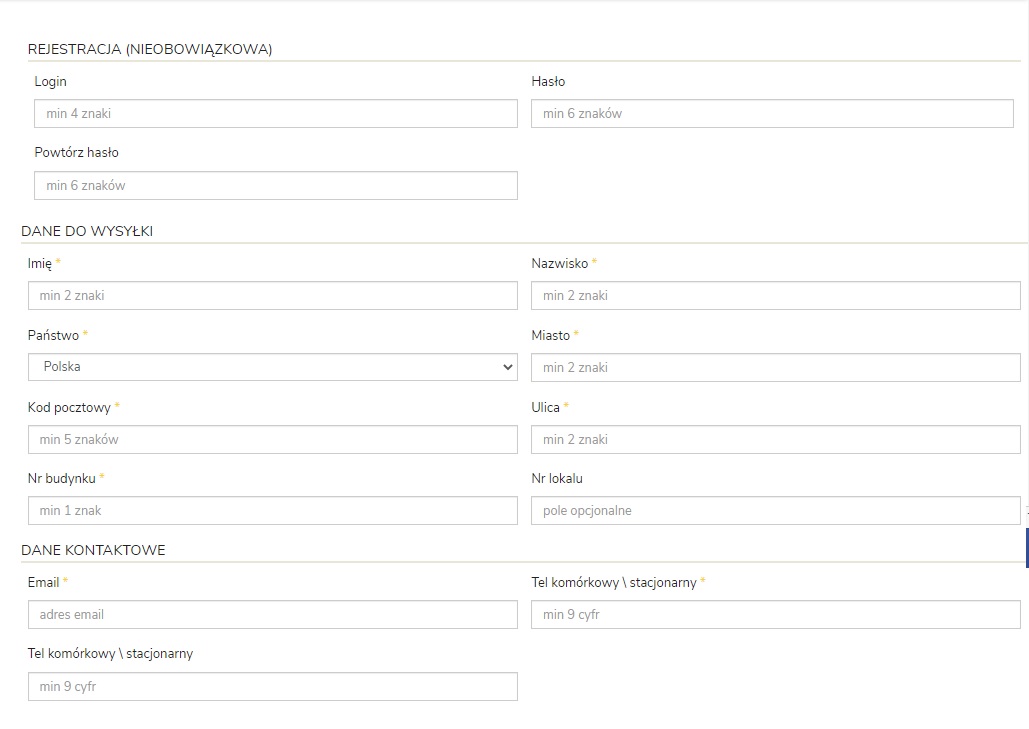 REJESTRACJA (NIEOBOWIĄZKOWA)
Login Hasło
min 4 znaki min 6 znaków
Powtórz hasło
min 6 znaków
DANE DO WYSYŁKI
Imię * Nazwisko *
min 2 znaki min 2 znaki
Państwo * Miasto *
Polska min 2 znaki
Kod pocztowy * Ulica *
min 5 znaków min 2 znaki
Nr budynku * Nr lokalu
min 1 znak pole opcjonalne
DANE KONTAKTOWE
Email * Tel komórkowy \ stacjonarny *
adres email min 9 cyfr
Tel komórkowy \ stacjonarny
min 9 cyfr